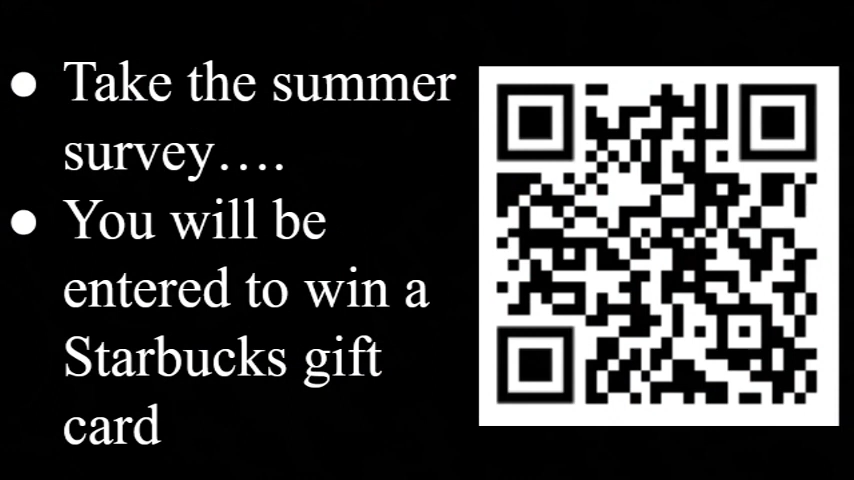 ● Take the summer
survey….
● You will be
entered to win a
Starbucks gift
card